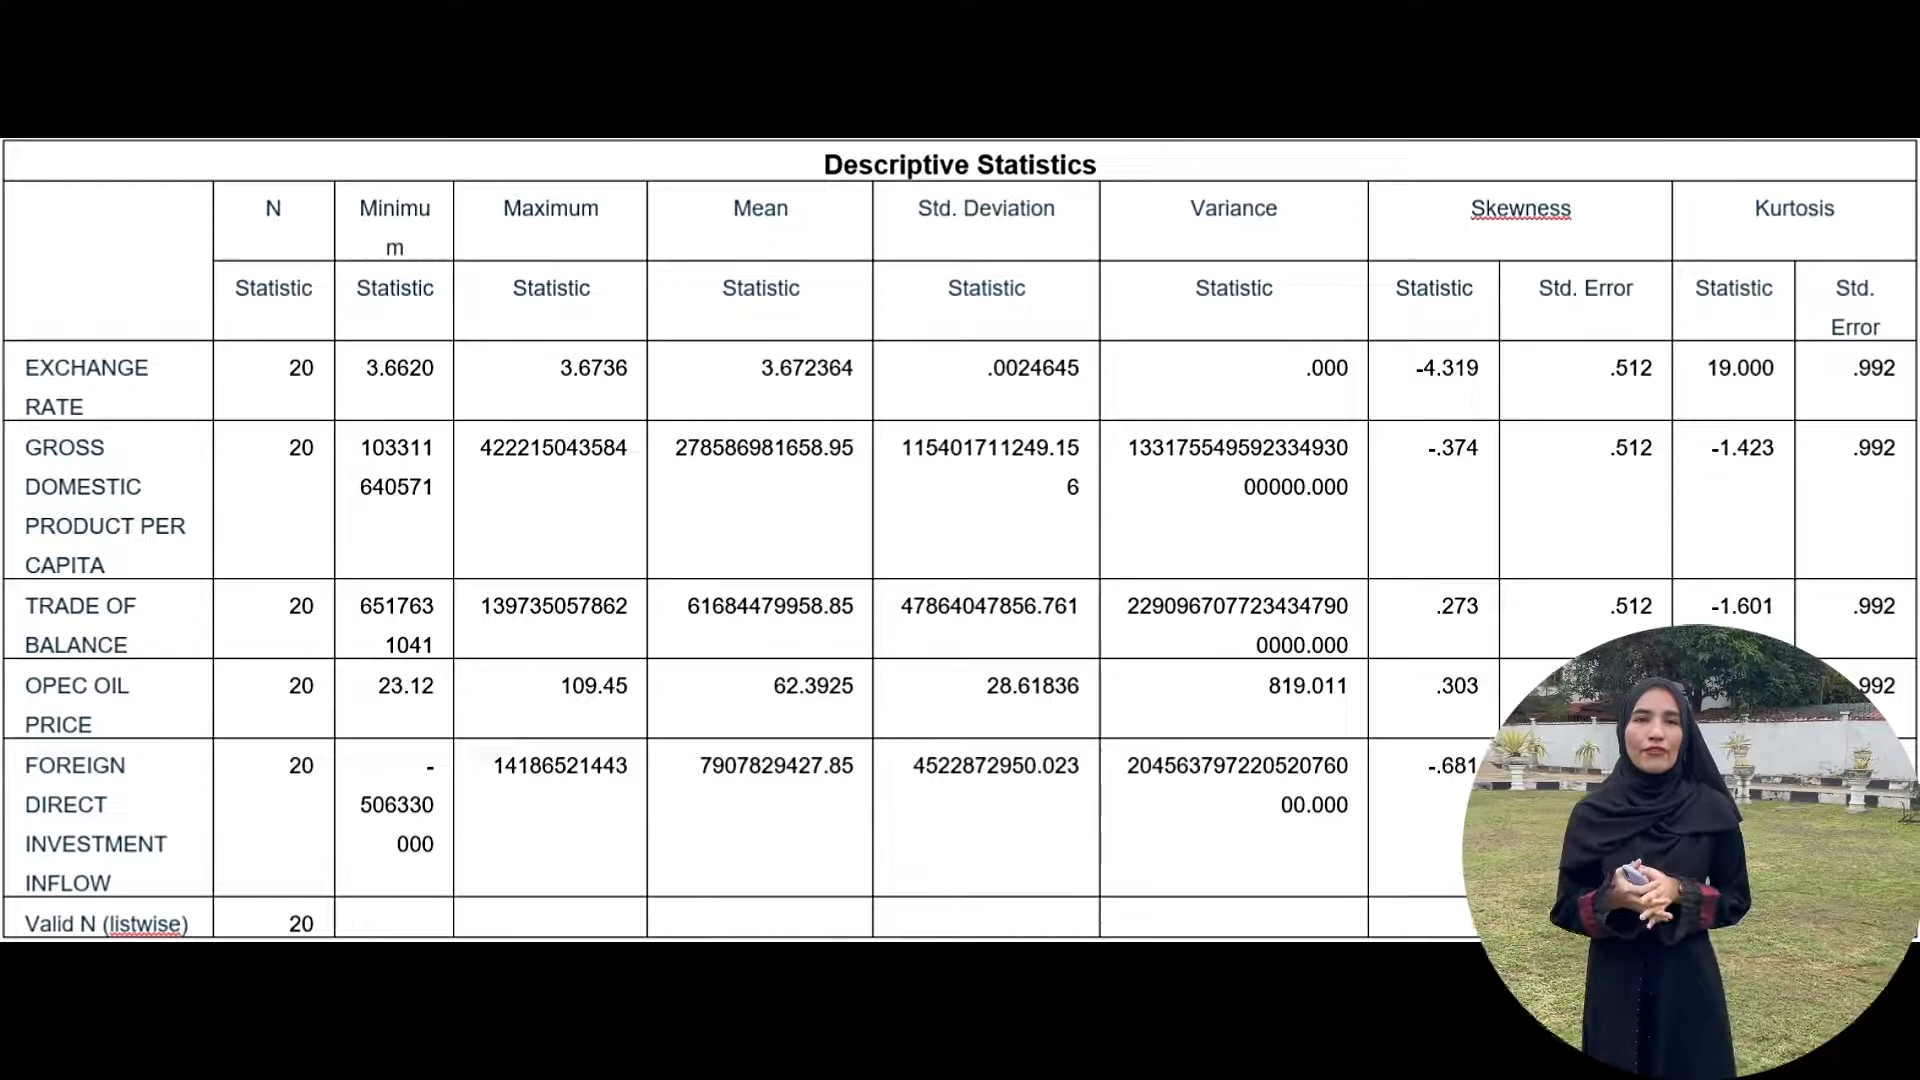 Descriptive Statistics
N Minimu Maximum Mean Std. Deviation Variance Skewness Kurtosis
m
Statistic Statistic Statistic Statistic Statistic Statistic Statistic Std. Error Statistic Std.
Error
EXCHANGE 20 3.6620 3.6736 3.672364 .0024645 .000 -4.319 .512 19.000 .992
RATE
GROSS 20 103311 422215043584 278586981658.95 115401711249.15 133175549592334930 -.374 .512 -1.423 .992
DOMESTIC 640571 6 00000.000
PRODUCT PER
CAPITA
TRADE OF 20 651763 139735057862 61684479958.85 47864047856.761 229096707723434790 .273 .512 -1.601 .992
BALANCE 1041 0000.000
OPEC OIL 20 23.12 109.45 62.3925 28.61836 819.011 .303 992
PRICE
FOREIGN 20 - 14186521443 7907829427.85 4522872950.023 204563797220520760 -.681
DIRECT 506330 00.000
INVESTMENT 000
INFLOW
Valid N (listwise) 20